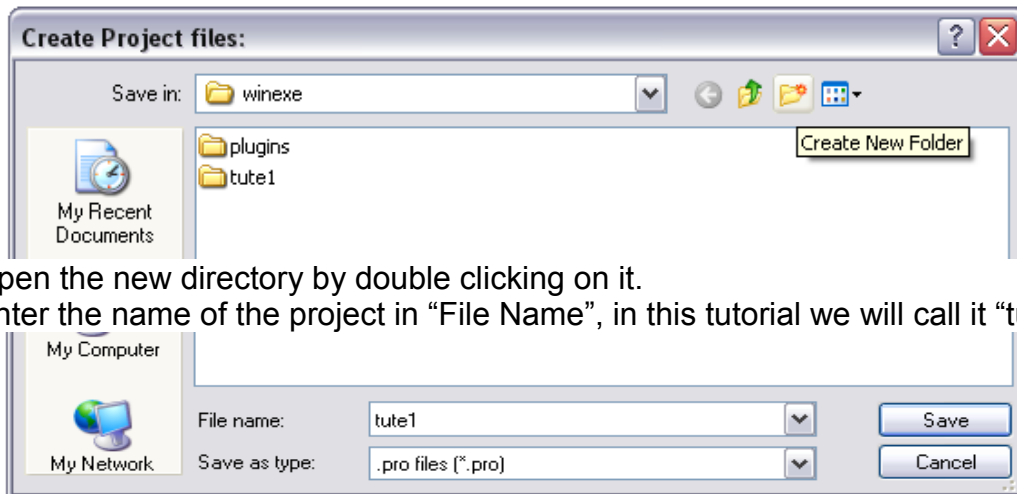 Create Project files:
Save in: winexe
Create New Folder
plugins
tute1
My Recent
Documents
pen the new directory by double clicking on it.
nter the name of the project in “File Name”, in this tutorial we will call it “t
My Computer
File name: tute1 Save
My Network Save as type: .pro files (*.pro) Cancel